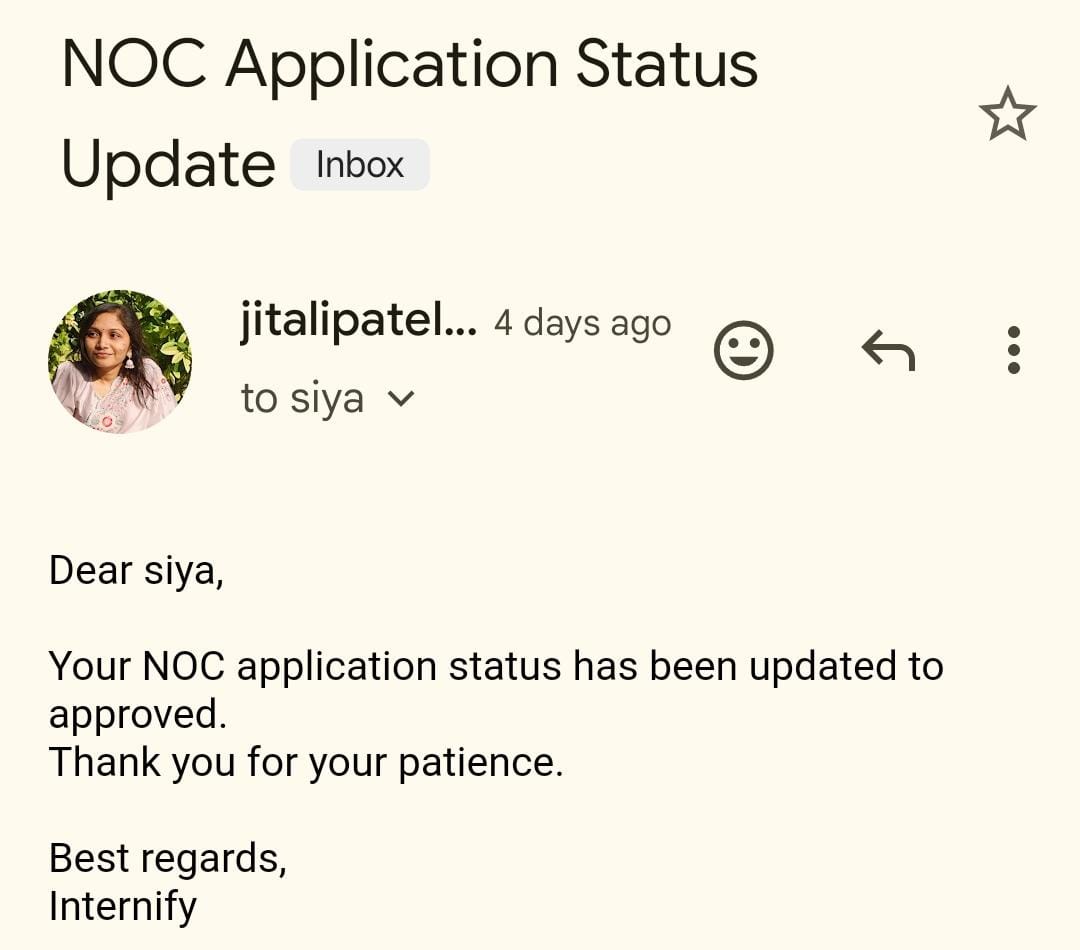 NOC Application Status
Update Inbox
jitalipatel... 4 days ago
to siya
Dear siya,
Your NOC application status has been updated to
approved.
Thank you for your patience.
Best regards,
Internify